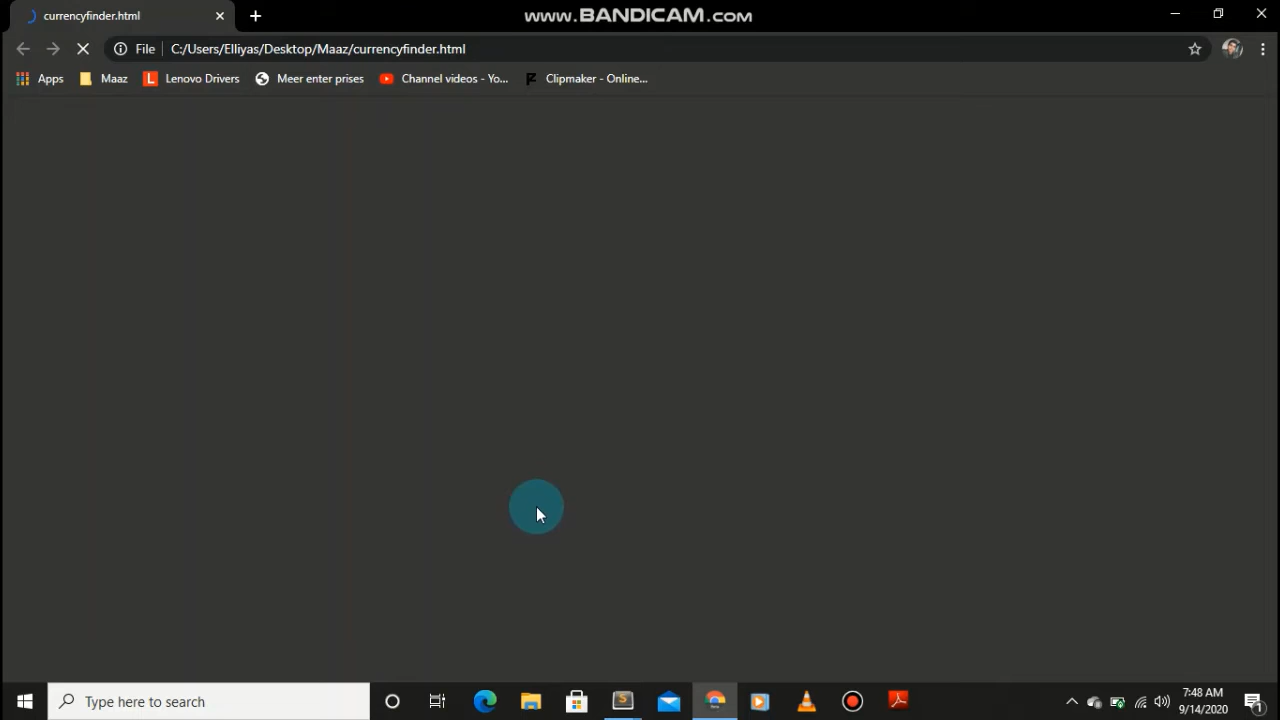 currencyfinder.html
www.BANDICAM.com
File
C:/Users/Elliyas/Desktop/Maaz/currencyfinder.html
Apps
Maaz
Lenovo Drivers
Meer enter prises
Channel videos - Yo...
Clipmaker - Online...
Type here to search
7:48 AM
9/14/2020
1